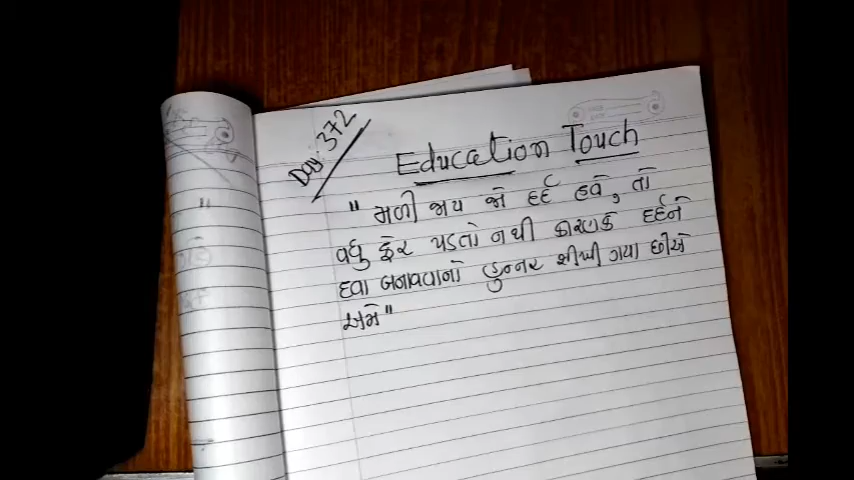 Day 372
Education Touch
" મળી જાય જો દર્દ હવે, તો
વધુ ફેર પડતો નથી કારણકે દર્દને
દવા બનાવવાનો હુન્નર શીખી ગયા છીએ
અમે"